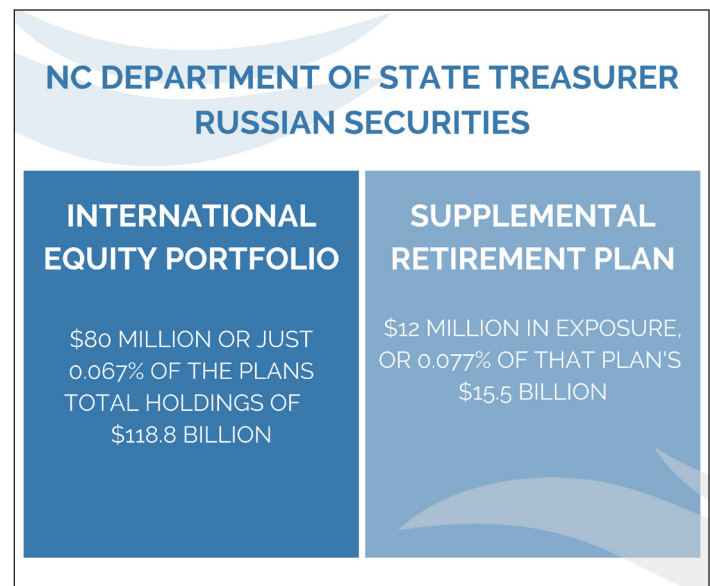 NC DEPARTMENT OF STATE TREASURER
RUSSIAN SECURITIES
INTERNATIONAL
EQUITY PORTFOLIO
$80 MILLION OR JUST
0.067% OF THE PLANS
TOTAL HOLDINGS OF
$118.8 BILLION
SUPPLEMENTAL
RETIREMENT PLAN
$12 MILLION IN EXPOSURE,
OR 0.077% OF THAT PLAN'S
$15.5 BILLION